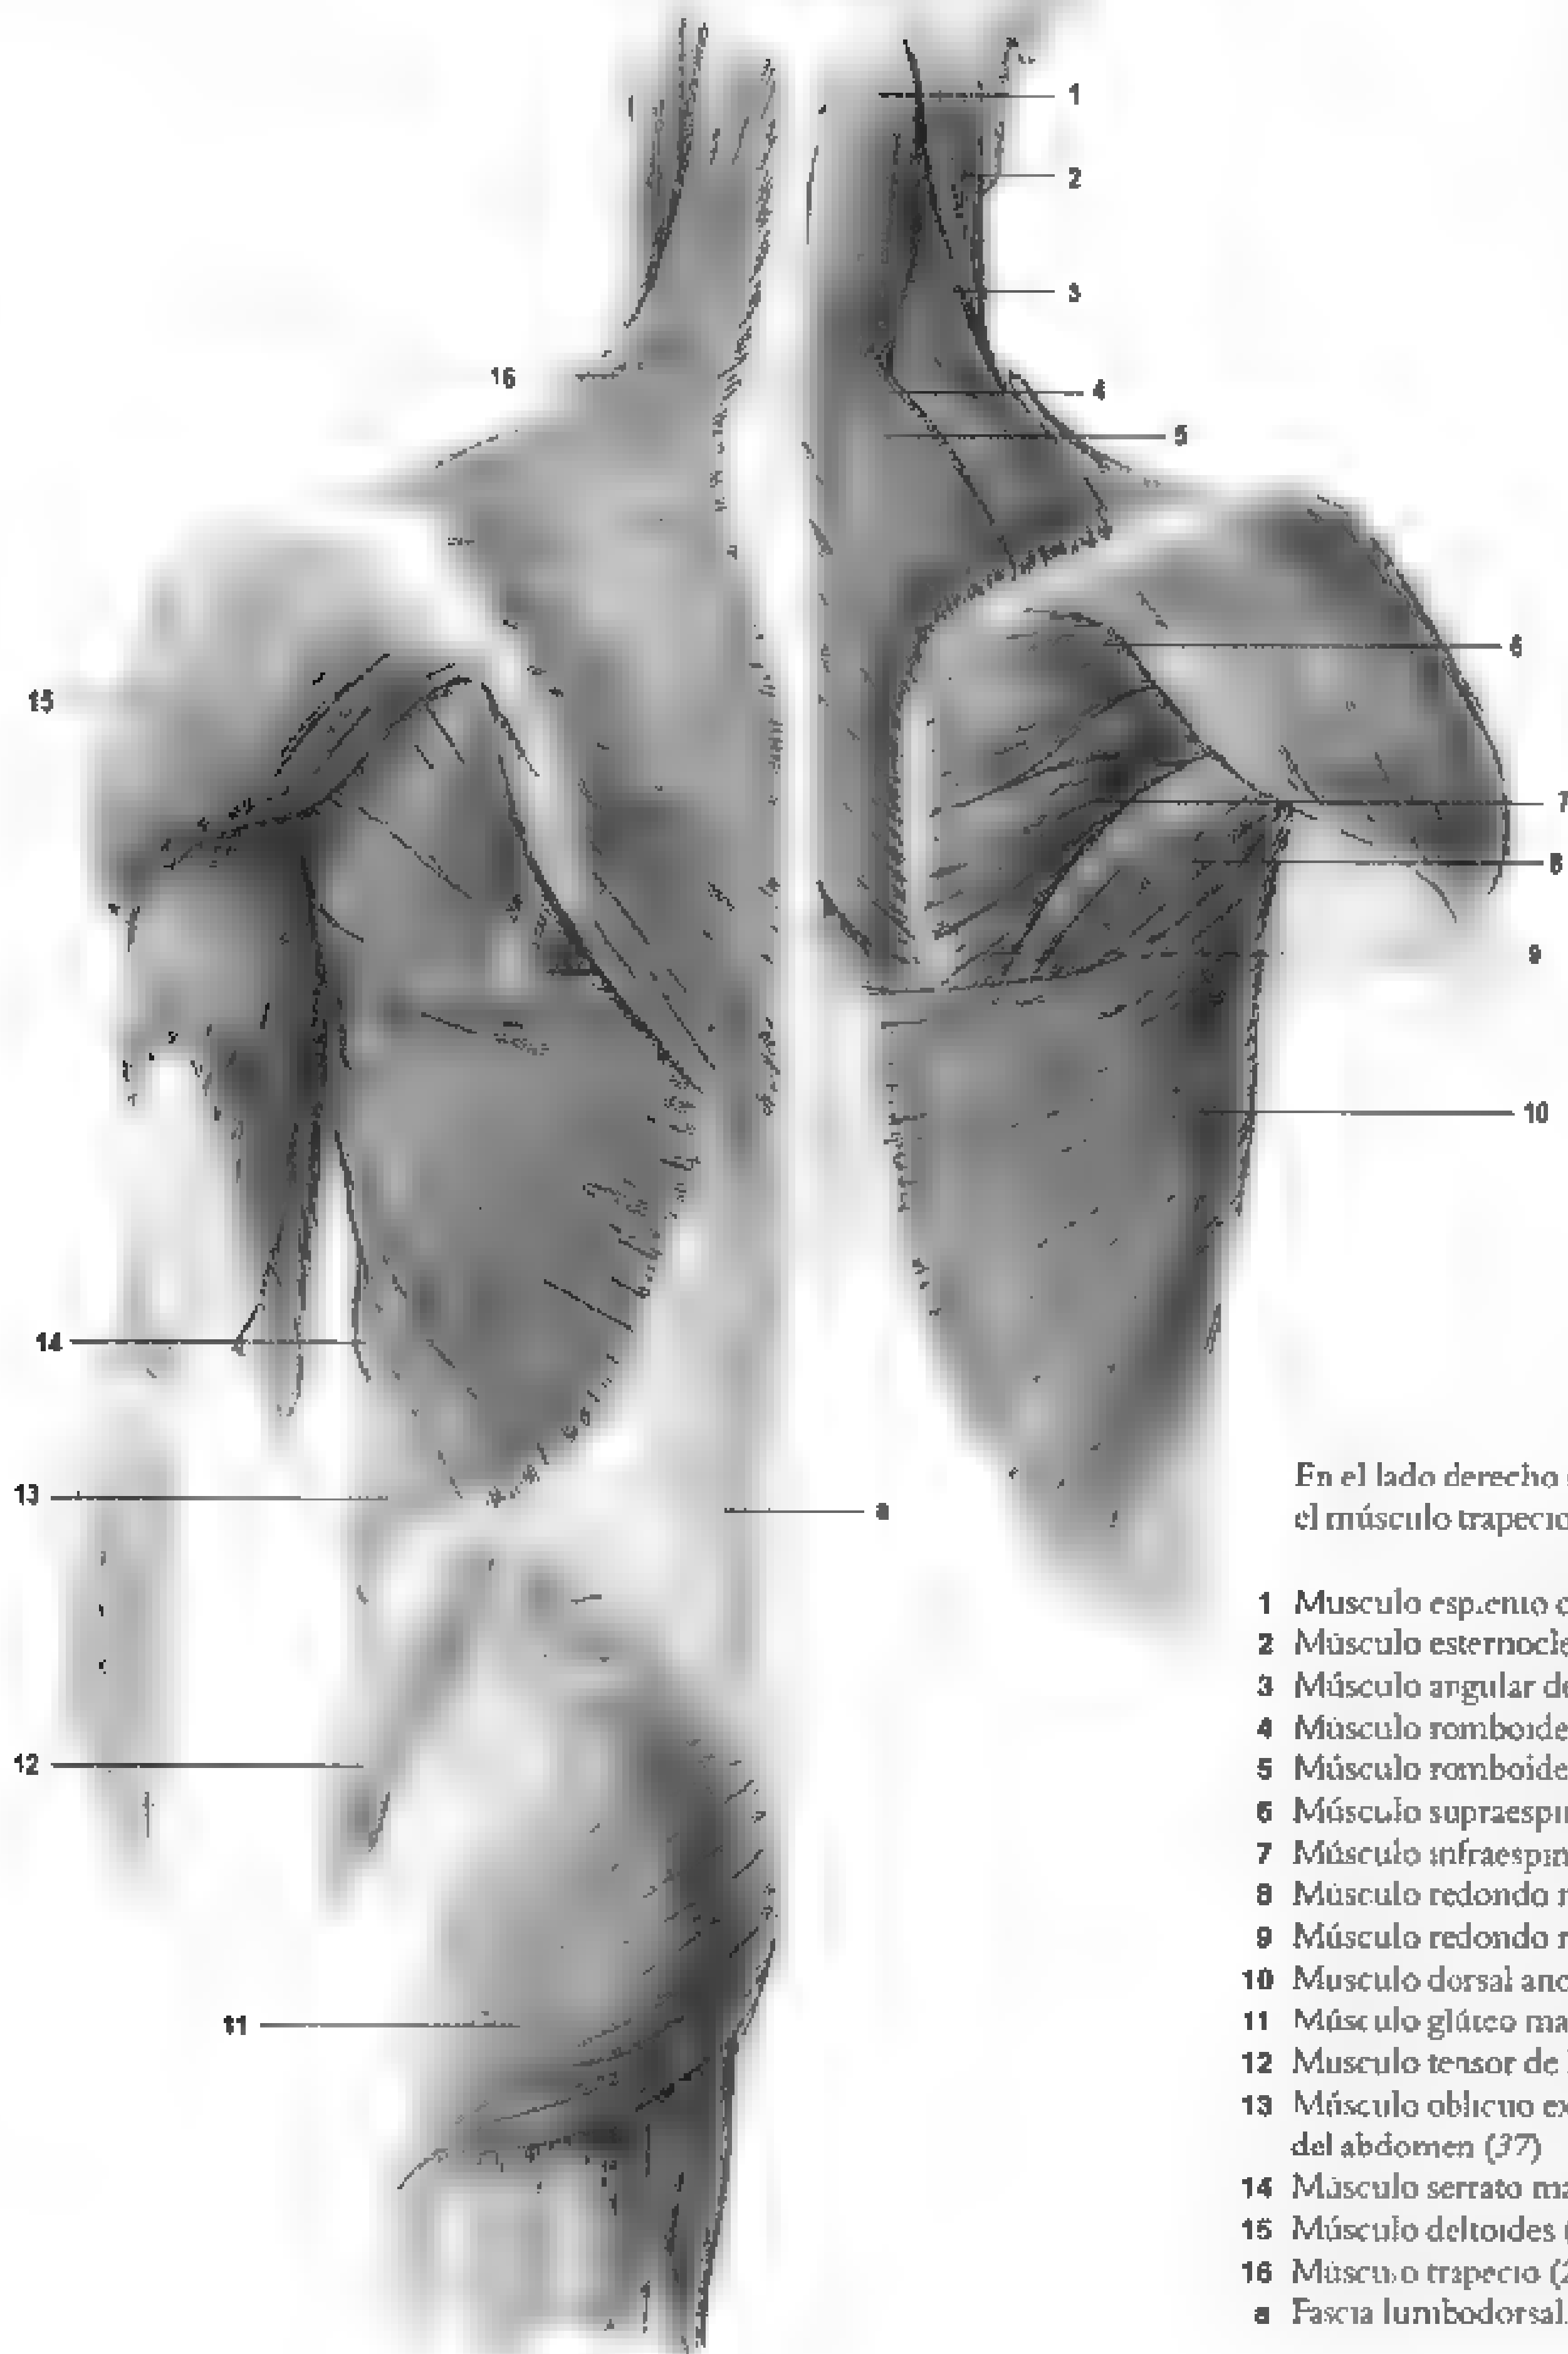 1
2
3
16
4
5
6
15
7
8
9
10
14
13
a
En el lado derecho
el músculo trapecio
12
11
1 Musculo esplenio c
2 Músculo esternocle
3 Músculo angular de
4 Músculo romboide
5 Músculo romboide
6 Músculo supraespin
7 Músculo infraespin
8 Músculo redondo m
9 Músculo redondo m
10 Musculo dorsal anc
11 Músculo glúteo ma
12 Musculo tensor de
13 Músculo oblicuo ex
del abdomen (37)
14 Músculo serrato ma
15 Músculo deltoides (
16 Músculo trapecio (2
a Fascia lumbodorsal.